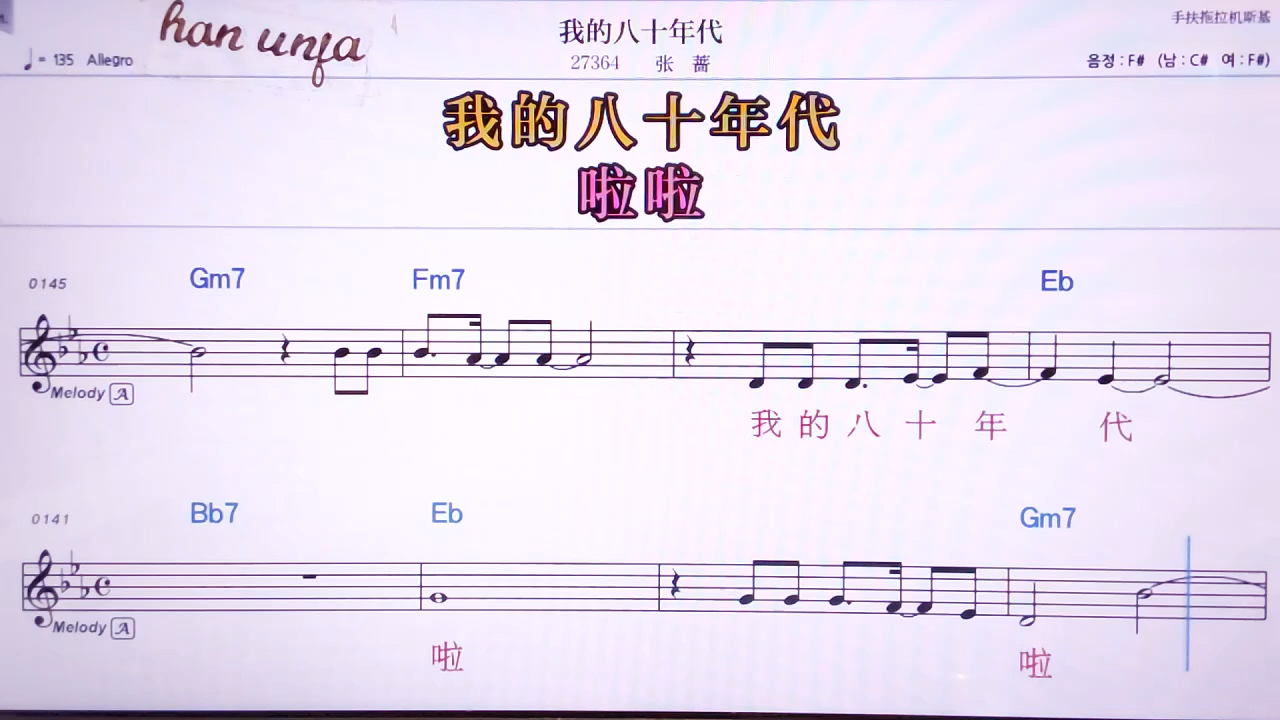 han unfa
我的八十年代
手扶拖拉机斯基
♩= 135 Allegro
27364 张 蔷
음정 : F# (남 : C# 여 : F#)
我的八十年代
啦啦
0145 Gm7 Fm7 Eb
Melody A
我 的 八 十 年 代
0141 Bb7 Eb Gm7
Melody A
啦 啦